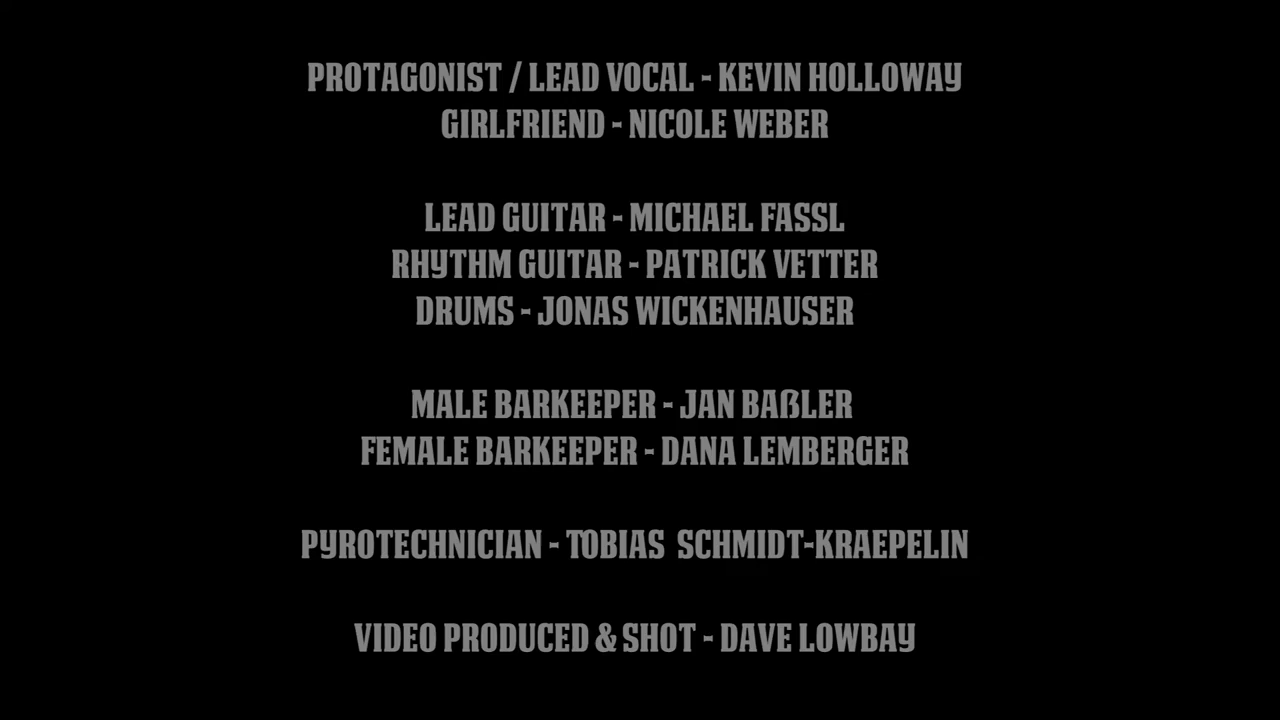 PROTAGONIST / LEAD VOCAL - KEVIN HOLLOWAY
GIRLFRIEND - NICOLE WEBER
LEAD GUITAR - MICHAEL FASSL
RHYTHM GUITAR - PATRICK VETTER
DRUMS - JONAS WICKENHAUSER
MALE BARKEEPER - JAN BAßLER
FEMALE BARKEEPER - DANA LEMBERGER
PYROTECHNICIAN - TOBIAS SCHMIDT-KRAEPELIN
VIDEO PRODUCED & SHOT - DAVE LOWBAY